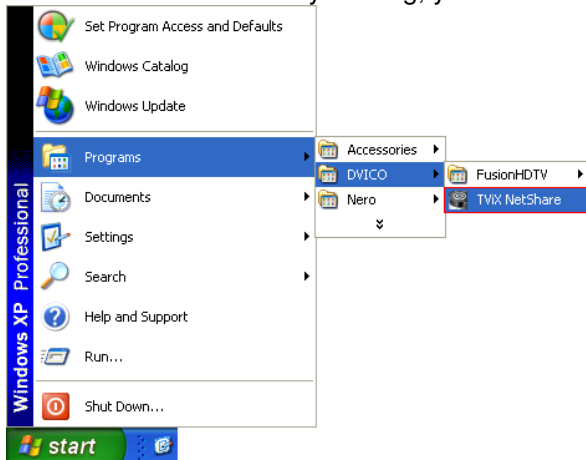 Set Program Access and Defaults
Windows Catalog
Windows Update
Programs
Documents
Settings
Search
Help and Support
Run...
Shut Down...
Windows XP Professional
start
Accessories
DVICO
Nero
FusionHDTV
TViX NetShare